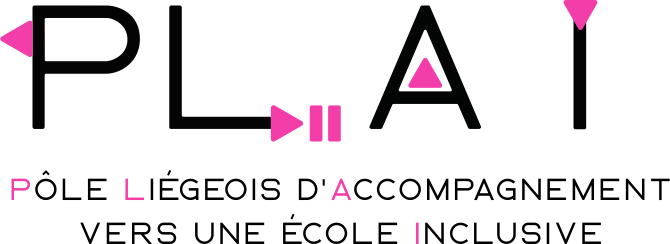 PLAI
PÔLE LIÉGEOIS D'ACCOMPAGNEMENT
VERS UNE ÉCOLE INCLUSIVE